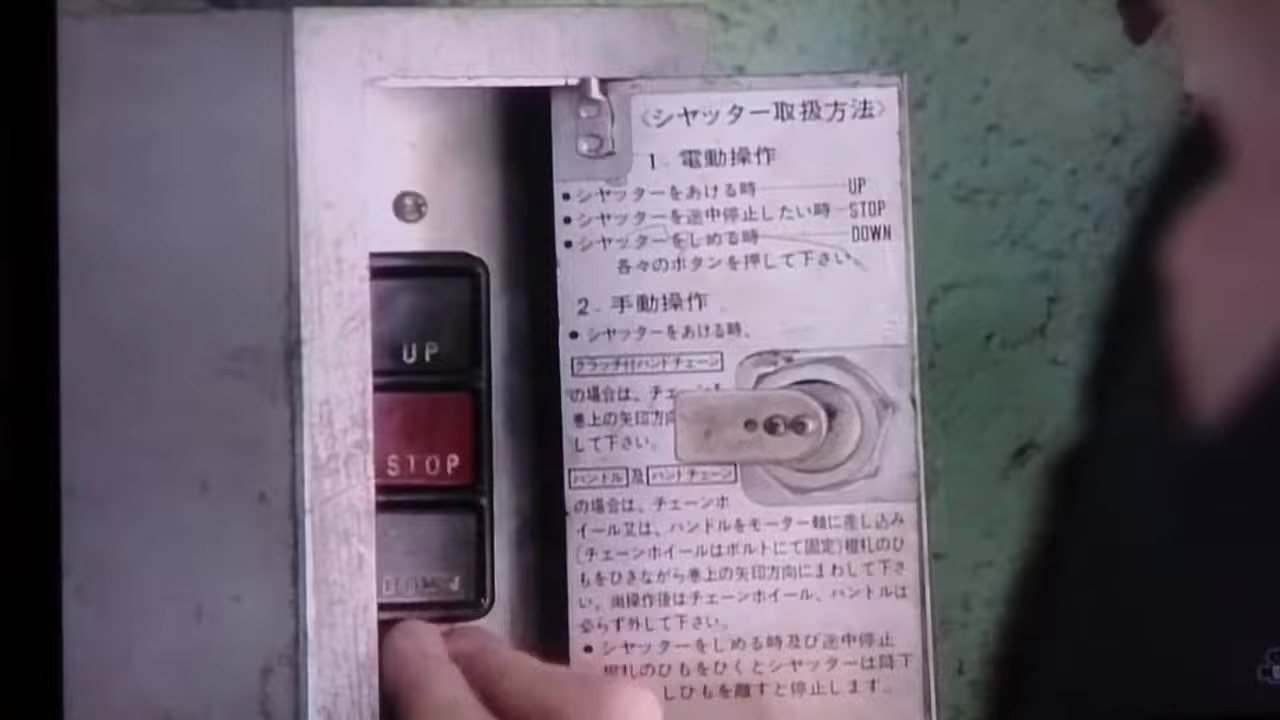 〈シャッター取扱方法〉
1. 電動操作
●シャッターをあける時 UP
●シャッターを途中停止したい時 STOP
●シャッターをしめる時 DOWN
各々のボタンを押して下さい。
2. 手動操作
●シャッターをあける時、
クラッチ付ハンドチェーン
の場合は、チェーン
巻上の矢印方向
して下さい。
ハンドル及ハンドチェーン
の場合は、チェーンホ
イール又は、ハンドルをモーター軸に差し込み
(チェーンホイールはボルトにて固定)標札のひ
もをひきながら巻上の矢印方向にまわして下さ
い。尚操作後はチェーンホイール、ハンドルは
必らず外して下さい。
●シャッターをしめる時及び途中停止
札のひもをひくとシャッターは降下
しひもを離すと停止します。
UP
STOP